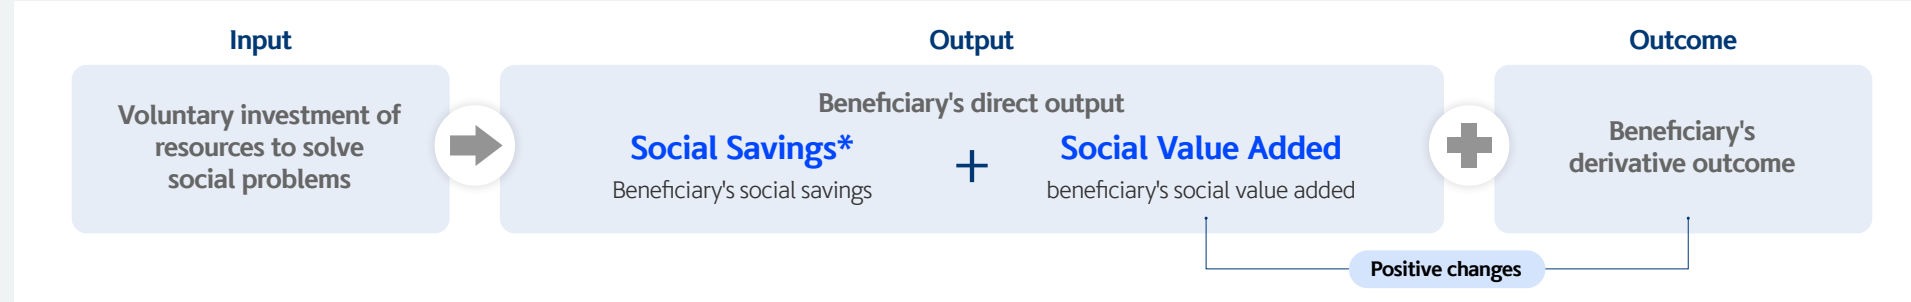 Input
Output
Outcome
Voluntary investment of
resources to solve
social problems
Beneficiary's direct output
Social Savings*
Beneficiary's social savings
+
Social Value Added
beneficiary's social value added
Beneficiary's
derivative outcome
Positive changes